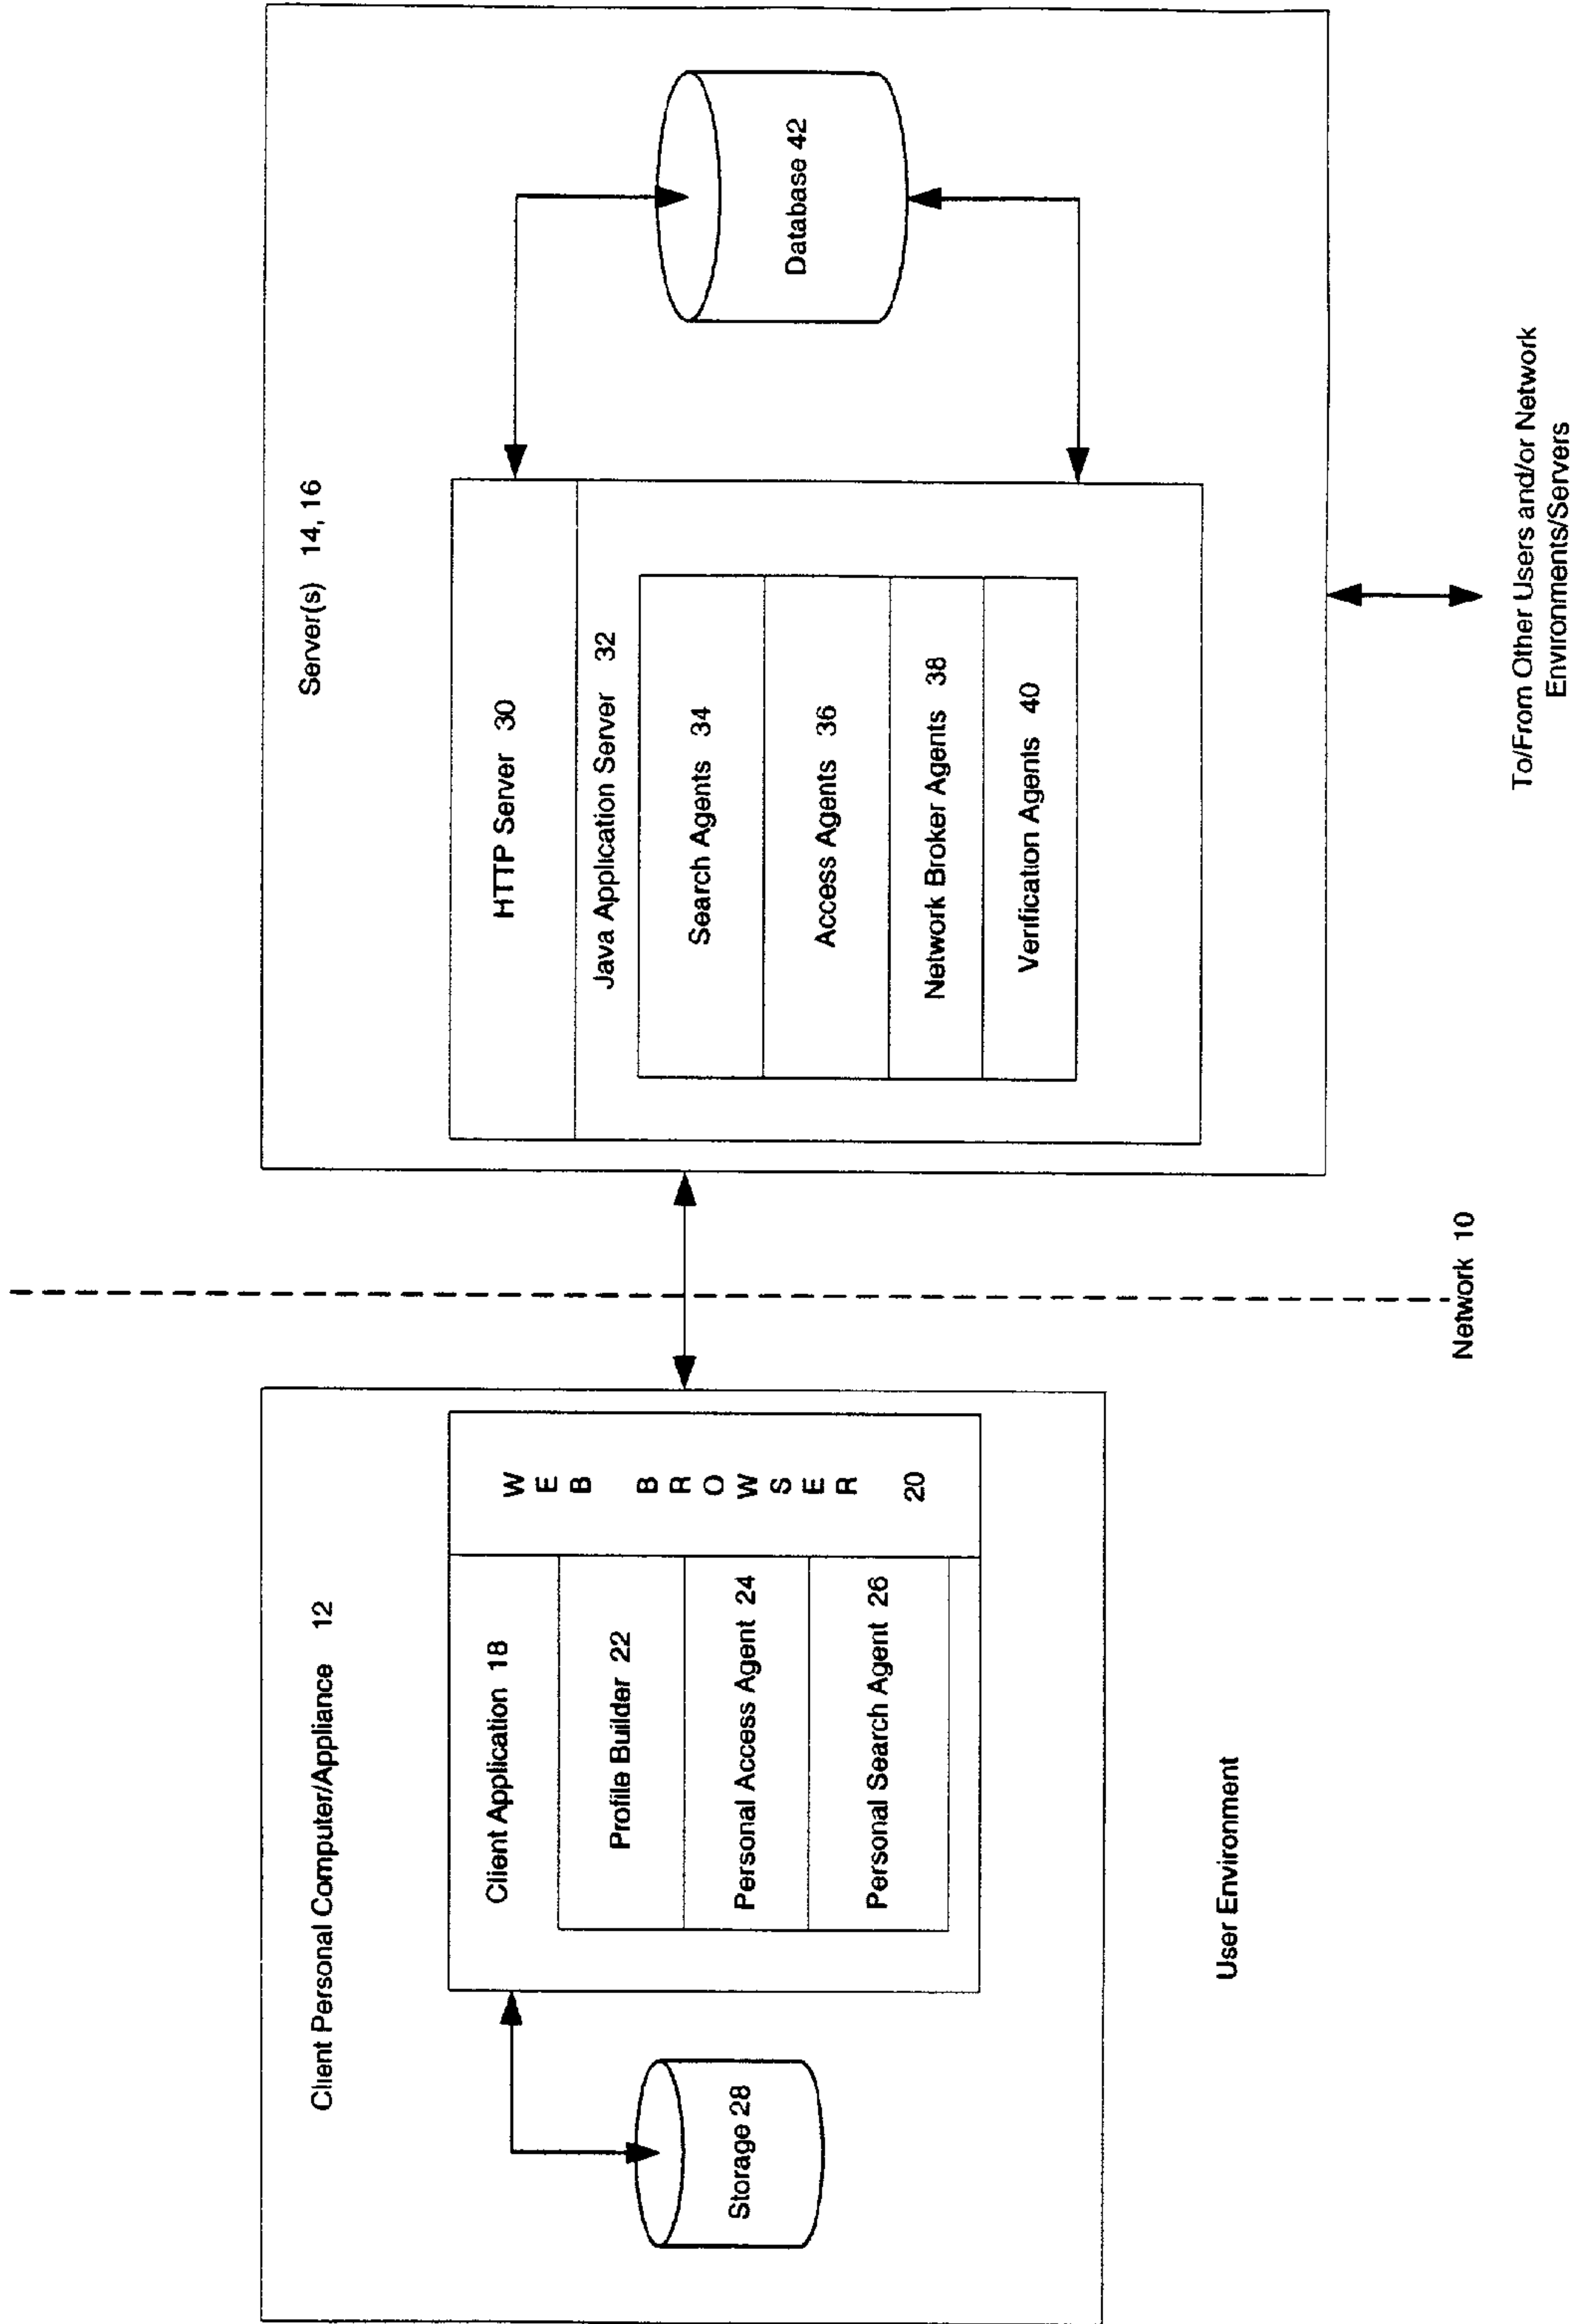 Client Personal Computer/Appliance 12
Client Application 18
Profile Builder 22
Personal Access Agent 24
Personal Search Agent 26
WEB BROWSER 20
Storage 28
User Environment
Network 10
Server(s) 14, 16
HTTP Server 30
Java Application Server 32
Search Agents 34
Access Agents 36
Network Broker Agents 38
Verification Agents 40
Database 42
To/From Other Users and/or Network
Environments/Servers